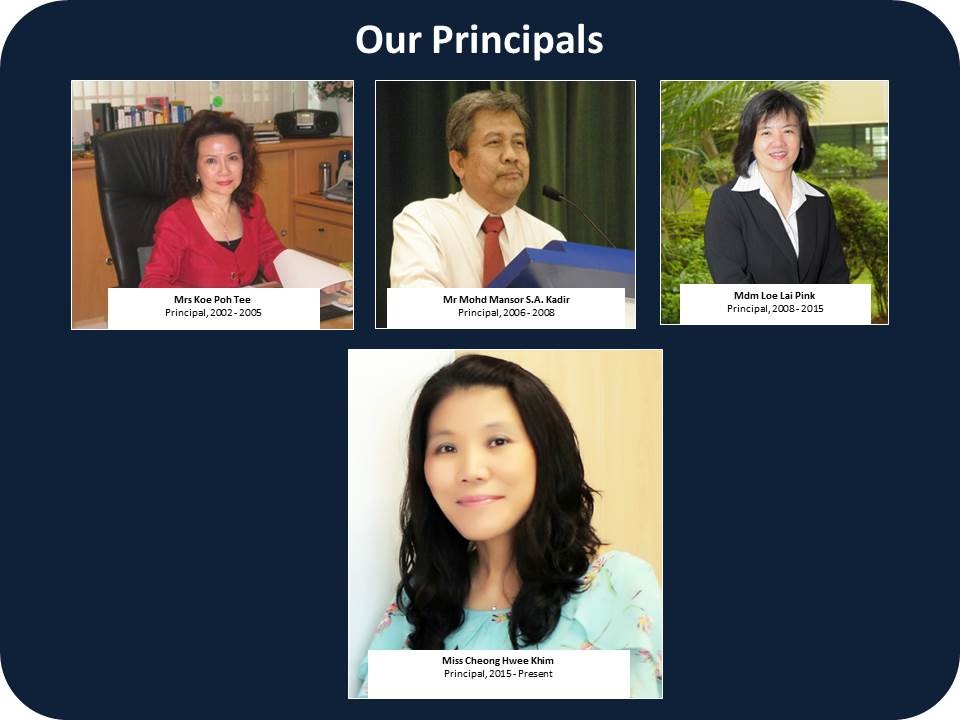 Our Principals
Mrs Koe Poh Tee
Principal, 2002 - 2005
Mr Mohd Mansor S.A. Kadir
Principal, 2006 - 2008
Mdm Loe Lai Pink
Principal, 2008 - 2015
Miss Cheong Hwee Khim
Principal, 2015 - Present